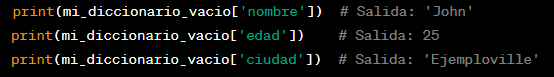 print(mi_diccionario_vacio['nombre'])  # Salida: 'John'
print(mi_diccionario_vacio['edad'])    # Salida: 25
print(mi_diccionario_vacio['ciudad'])  # Salida: 'Ejemploville'